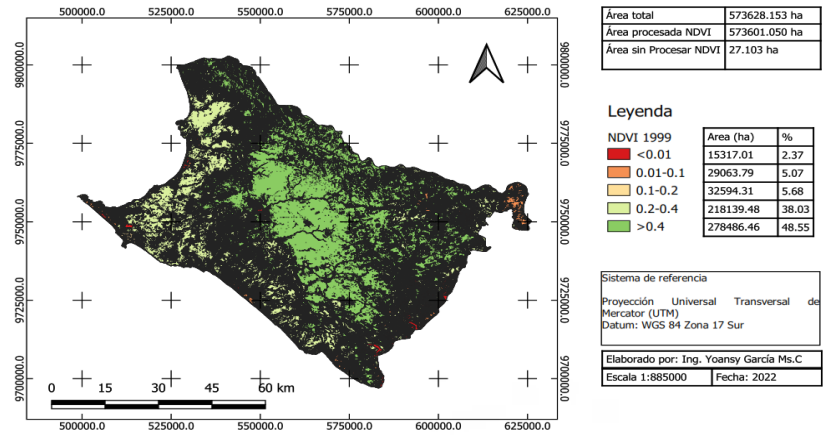 500000.0 525000.0 550000.0 575000.0 600000.0 625000.0
9800000.0 9800000.0
9775000.0 9775000.0
9750000.0 9750000.0
9725000.0 9725000.0
9700000.0 9700000.0
0 15 30 45 60 km
500000.0 525000.0 550000.0 575000.0 600000.0 625000.0
Área total 573628.153 ha
Área procesada NDVI 573601.050 ha
Área sin Procesar NDVI 27.103 ha
Leyenda
NDVI 1999 Area (ha) %
<0.01 15317.01 2.37
0.01-0.1 29063.79 5.07
0.1-0.2 32594.31 5.68
0.2-0.4 218139.48 38.03
>0.4 278486.46 48.55
Sistema de referencia
Proyección Universal Transversal de
Mercator (UTM)
Datum: WGS 84 Zona 17 Sur
Elaborado por: Ing. Yoansy García Ms.C
Escala 1:885000 Fecha: 2022